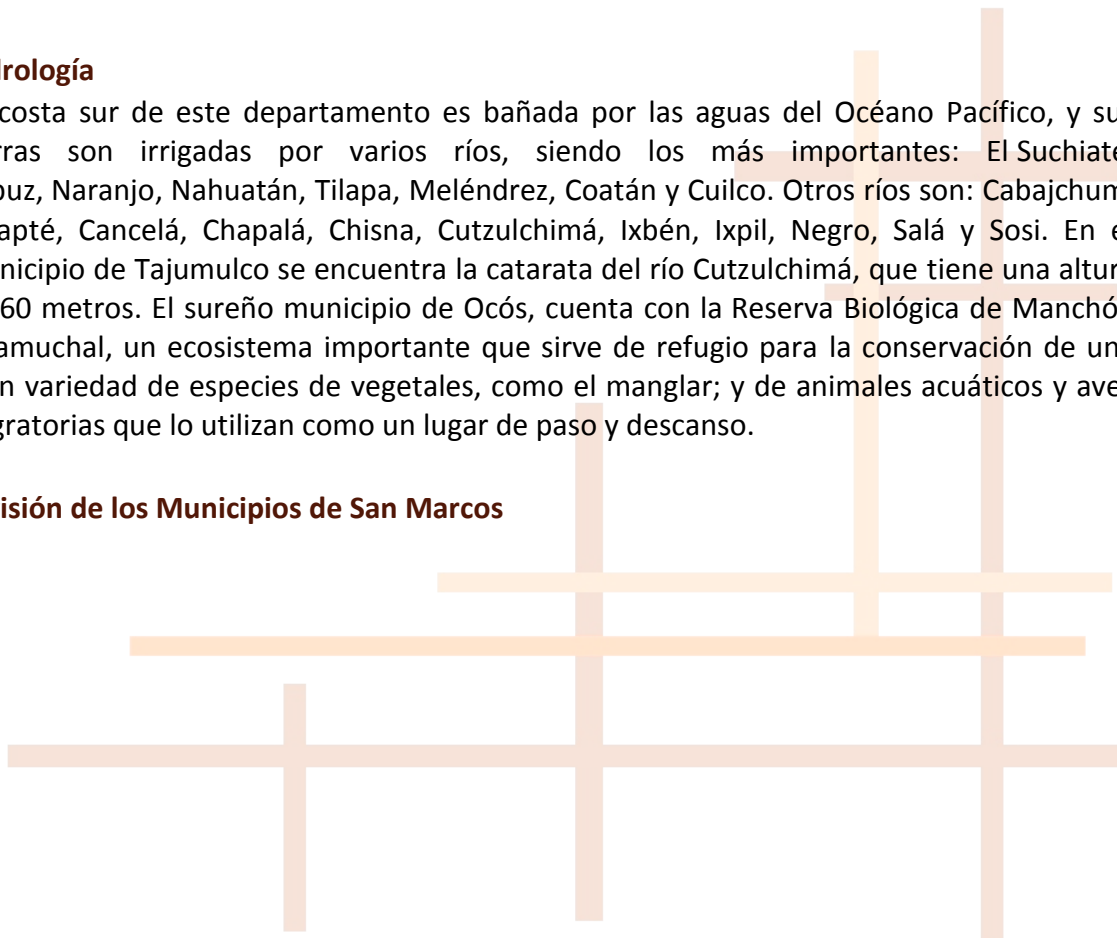 drología
costa sur de este departamento es bañada por las aguas del Océano Pacífico, y su
rras son irrigadas por varios ríos, siendo los más importantes: El Suchiate
buz, Naranjo, Nahuatán, Tilapa, Meléndrez, Coatán y Cuilco. Otros ríos son: Cabajchum
apté, Cancelá, Chapalá, Chisna, Cutzulchimá, Ixbén, Ixpil, Negro, Salá y Sosi. En e
nicipio de Tajumulco se encuentra la catarata del río Cutzulchimá, que tiene una altur
60 metros. El sureño municipio de Ocós, cuenta con la Reserva Biológica de Manchó
amuchal, un ecosistema importante que sirve de refugio para la conservación de un
n variedad de especies de vegetales, como el manglar; y de animales acuáticos y ave
gratorias que lo utilizan como un lugar de paso y descanso.
isión de los Municipios de San Marcos